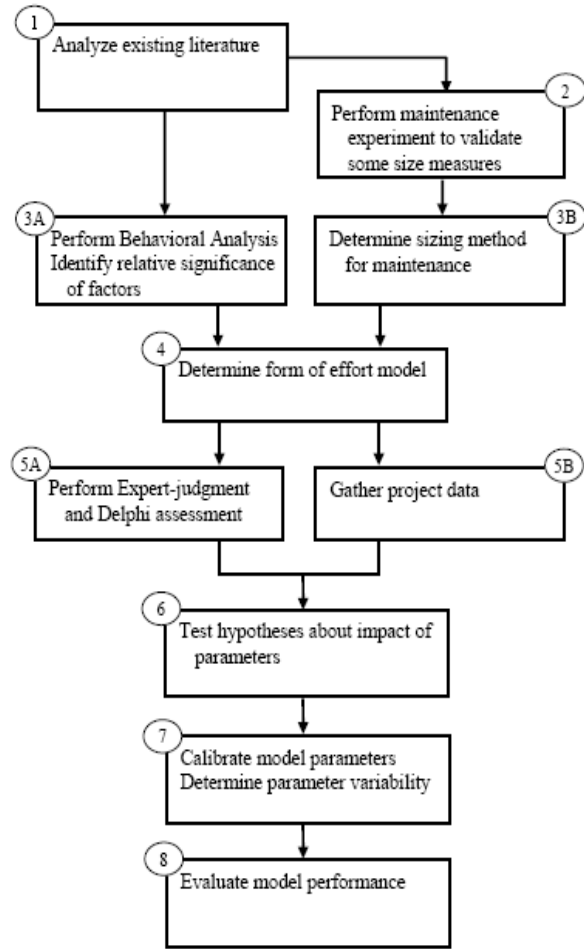 1
Analyze existing literature
2
Perform maintenance
experiment to validate
some size measures
3A
Perform Behavioral Analysis
Identify relative significance
of factors
3B
Determine sizing method
for maintenance
4
Determine form of effort model
5A
Perform Expert-judgment
and Delphi assessment
5B
Gather project data
6
Test hypotheses about impact of
parameters
7
Calibrate model parameters
Determine parameter variability
8
Evaluate model performance